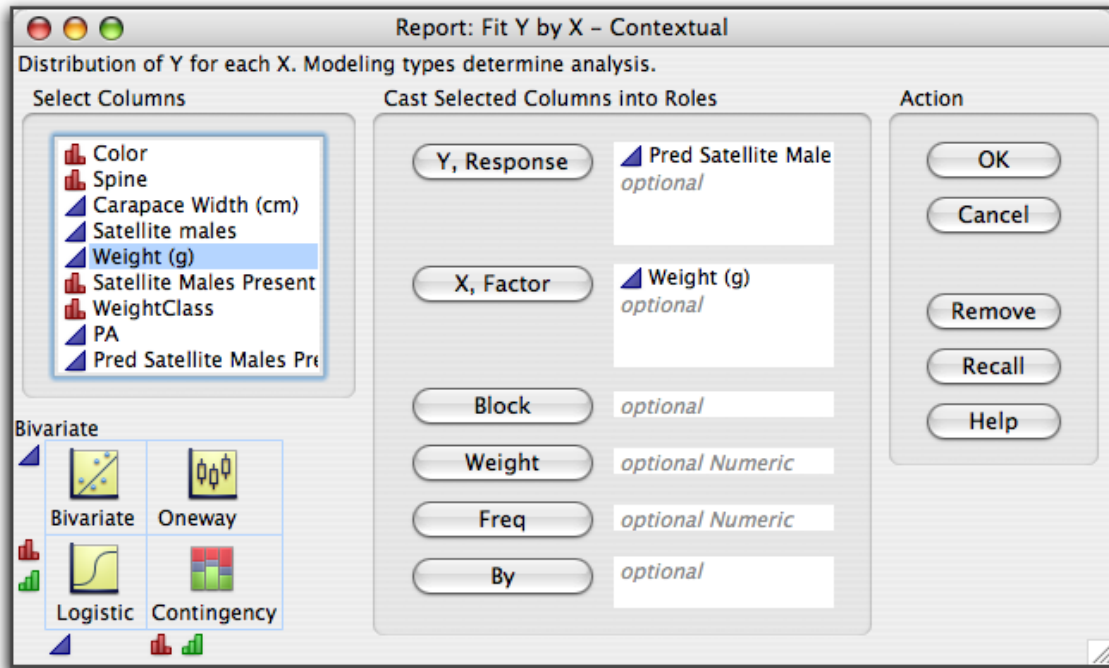 Report: Fit Y by X – Contextual
Distribution of Y for each X. Modeling types determine analysis.
Select Columns
Color
Spine
Carapace Width (cm)
Satellite males
Weight (g)
Satellite Males Present
WeightClass
PA
Pred Satellite Males Pre
Cast Selected Columns into Roles
Y, Response
Pred Satellite Male
optional
X, Factor
Weight (g)
optional
Block
optional
Weight
optional Numeric
Freq
optional Numeric
By
optional
Action
OK
Cancel
Remove
Recall
Help
Bivariate
Bivariate
Oneway
Logistic
Contingency